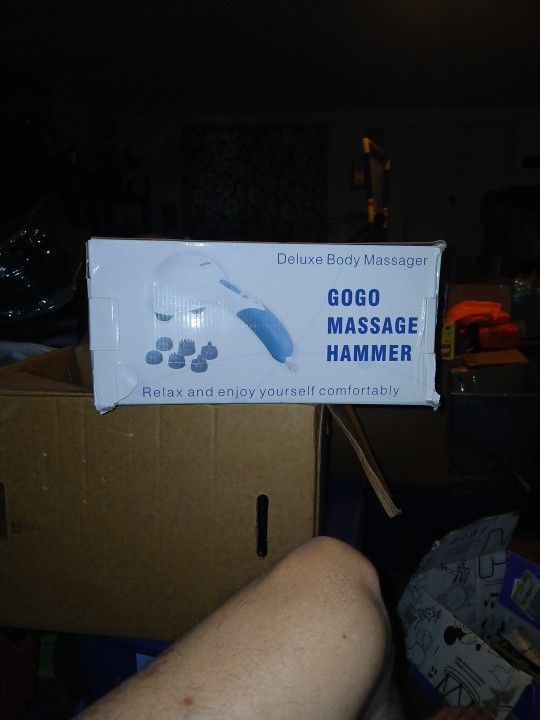 Deluxe Body Massager
GOGO
MASSAGE
HAMMER
Relax and enjoy yourself comfortably